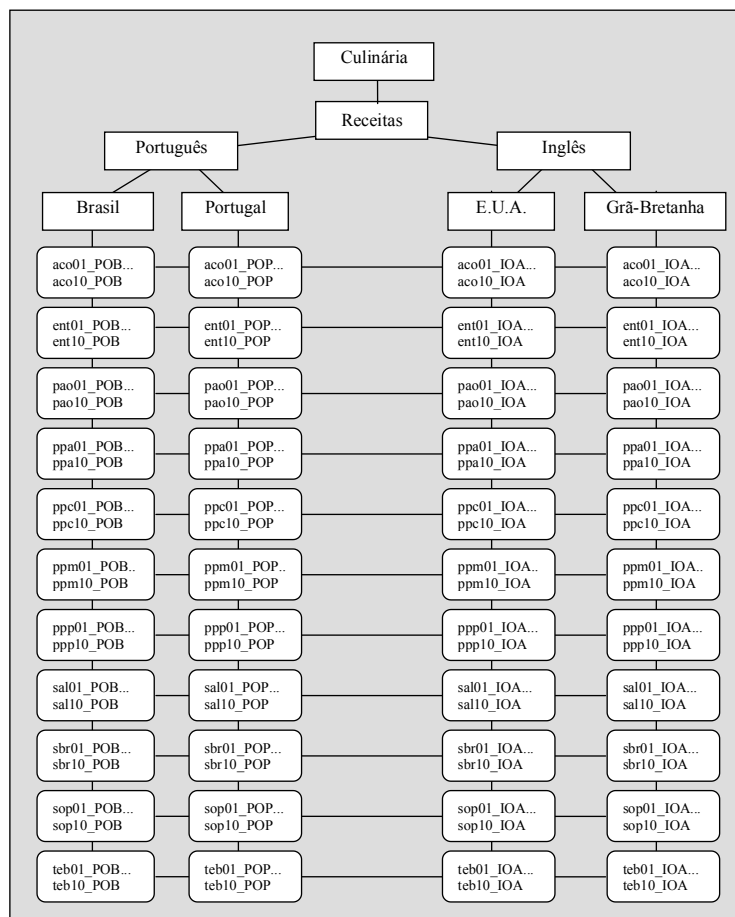 Culinária
Receitas
Português
Inglês
Brasil
Portugal
E.U.A.
Grã-Bretanha
aco01_POB...
aco10_POB
aco01_POP...
aco10_POP
aco01_IOA...
aco10_IOA
aco01_IOA...
aco10_IOA
ent01_POB...
ent10_POB
ent01_POP...
ent10_POP
ent01_IOA...
ent10_IOA
ent01_IOA...
ent10_IOA
pao01_POB...
pao10_POB
pao01_POP...
pao10_POP
pao01_IOA...
pao10_IOA
pao01_IOA...
pao10_IOA
ppa01_POB...
ppa10_POB
ppa01_POP...
ppa10_POP
ppa01_IOA...
ppa10_IOA
ppa01_IOA...
ppa10_IOA
ppc01_POB...
ppc10_POB
ppc01_POP...
ppc10_POP
ppc01_IOA...
ppc10_IOA
ppc01_IOA...
ppc10_IOA
ppm01_POB..
ppm10_POB
ppm01_POP..
ppm10_POP
ppm01_IOA...
ppm10_IOA
ppm01_IOA...
ppm10_IOA
ppp01_POB...
ppp10_POB
ppp01_POP...
ppp10_POP
ppp01_IOA...
ppp10_IOA
ppp01_IOA...
ppp10_IOA
sal01_POB...
sal10_POB
sal01_POP...
sal10_POP
sal01_IOA...
sal10_IOA
sal01_IOA...
sal10_IOA
sbr01_POB...
sbr10_POB
sbr01_POP...
sbr10_POP
sbr01_IOA...
sbr10_IOA
sbr01_IOA...
sbr10_IOA
sop01_POB...
sop10_POB
sop01_POP...
sop10_POP
sop01_IOA...
sop10_IOA
sop01_IOA...
sop10_IOA
teb01_POB...
teb10_POB
teb01_POP...
teb10_POP
teb01_IOA...
teb10_IOA
teb01_IOA...
teb10_IOA